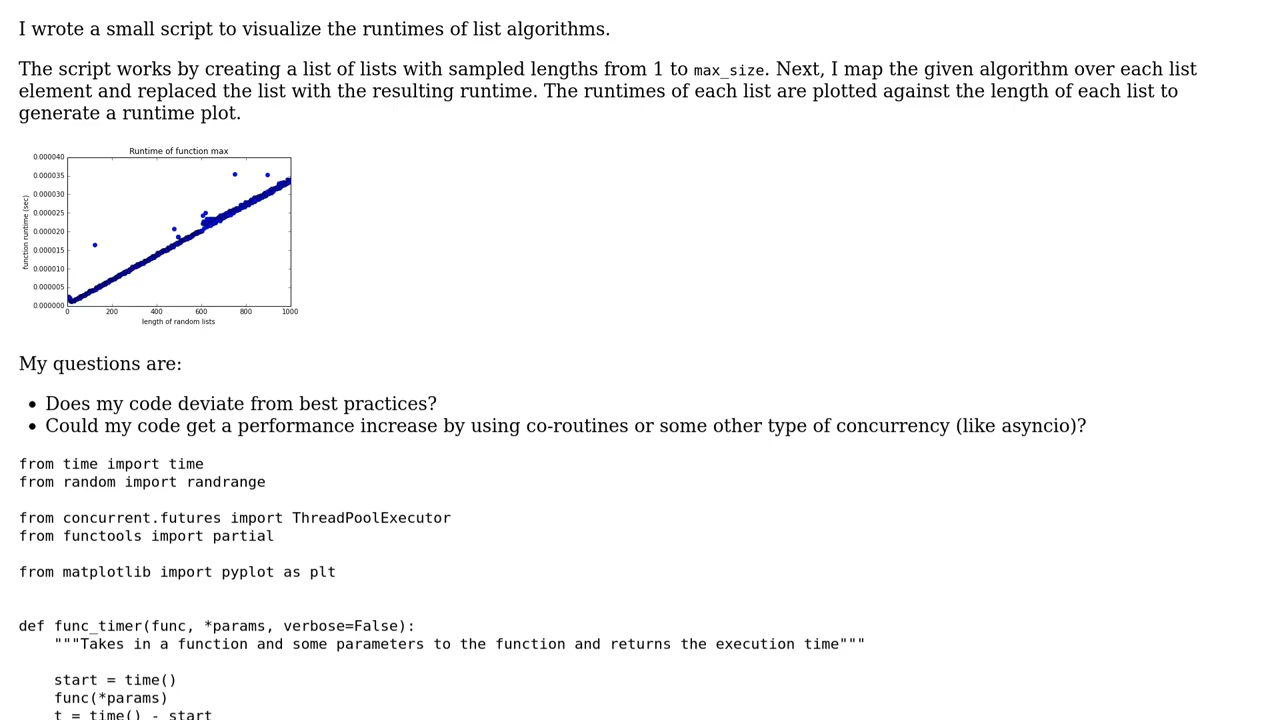 I wrote a small script to visualize the runtimes of list algorithms.
The script works by creating a list of lists with sampled lengths from 1 to max_size. Next, I map the given algorithm over each list
element and replaced the list with the resulting runtime. The runtimes of each list are plotted against the length of each list to
generate a runtime plot.
Runtime of function max
0.000040
0.000035
0.000030
0.000025
0.000020
0.000015
0.000010
0.000005
0.000000
function runtime (sec)
0 200 400 600 800 1000
length of random lists
My questions are:
• Does my code deviate from best practices?
• Could my code get a performance increase by using co-routines or some other type of concurrency (like asyncio)?
from time import time
from random import randrange
from concurrent.futures import ThreadPoolExecutor
from functools import partial
from matplotlib import pyplot as plt
def func_timer(func, *params, verbose=False):
    """Takes in a function and some parameters to the function and returns the execution time"""
    start = time()
    func(*params)
    t = time() - start